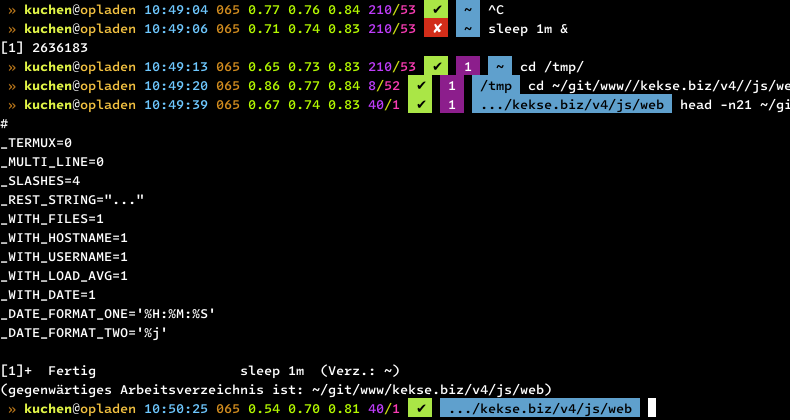 » kuchen@opladen 10:49:04 065 0.77 0.76 0.84 210/53 ✔ ~ ^C
» kuchen@opladen 10:49:06 065 0.71 0.74 0.83 210/53 ✘ ~ sleep 1m &
[1] 2636183
» kuchen@opladen 10:49:13 065 0.65 0.73 0.83 210/53 ✔ 1 ~ cd /tmp/
» kuchen@opladen 10:49:20 065 0.86 0.77 0.84 8/52 ✔ 1 /tmp cd ~/git/www//kekse.biz/v4//js/we
» kuchen@opladen 10:49:39 065 0.67 0.74 0.83 40/1 ✔ 1 .../kekse.biz/v4/js/web head -n21 ~/gi
#
_TERMUX=0
_MULTI_LINE=0
_SLASHES=4
_REST_STRING="..."
_WITH_FILES=1
_WITH_HOSTNAME=1
_WITH_USERNAME=1
_WITH_LOAD_AVG=1
_WITH_DATE=1
_DATE_FORMAT_ONE='%H:%M:%S'
_DATE_FORMAT_TWO='%j'
[1]+ Fertig sleep 1m (Verz.: ~)
(gegenwärtiges Arbeitsverzeichnis ist: ~/git/www/kekse.biz/v4/js/web)
» kuchen@opladen 10:50:25 065 0.54 0.70 0.81 40/1 ✔ .../kekse.biz/v4/js/web